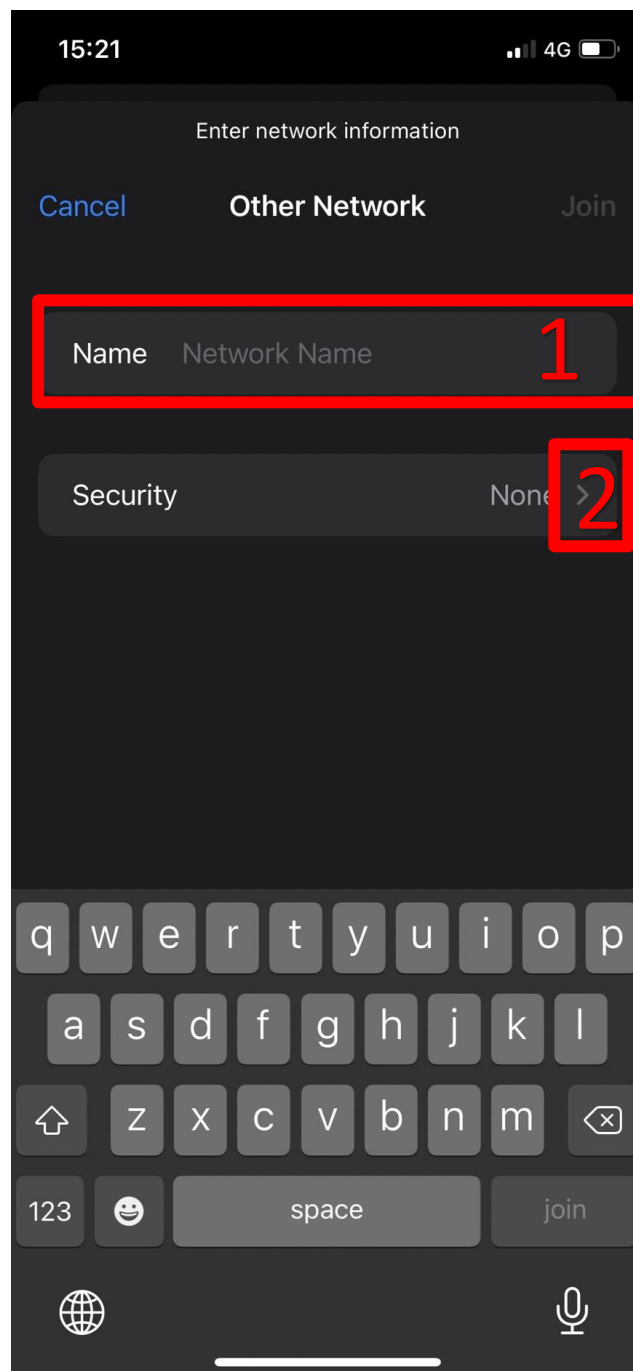 15:21 4G
Enter network information
Cancel Other Network Join
Name Network Name 1
Security None 2
q w e r t y u i o p
a s d f g h j k l
z x c v b n m
123 space join